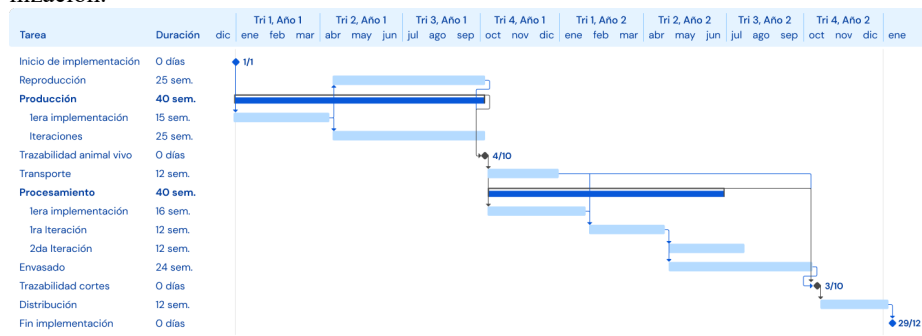 nización.
Tri 1, Año 1 Tri 2, Año 1 Tri 3, Año 1 Tri 4, Año 1 Tri 1, Año 2 Tri 2, Año 2 Tri 3, Año 2 Tri 4, Año 2
Tarea Duración dic ene feb mar abr may jun jul ago sep oct nov dic ene feb mar abr may jun jul ago sep oct nov dic ene
Inicio de implementación 0 días 1/1
Reproducción 25 sem.
Producción 40 sem.
1era implementación 15 sem.
Iteraciones 25 sem.
Trazabilidad animal vivo 0 días 4/10
Transporte 12 sem.
Procesamiento 40 sem.
1era implementación 16 sem.
1ra Iteración 12 sem.
2da Iteración 12 sem.
Envasado 24 sem.
Trazabilidad cortes 0 días 3/10
Distribución 12 sem.
Fin implementación 0 días 29/12